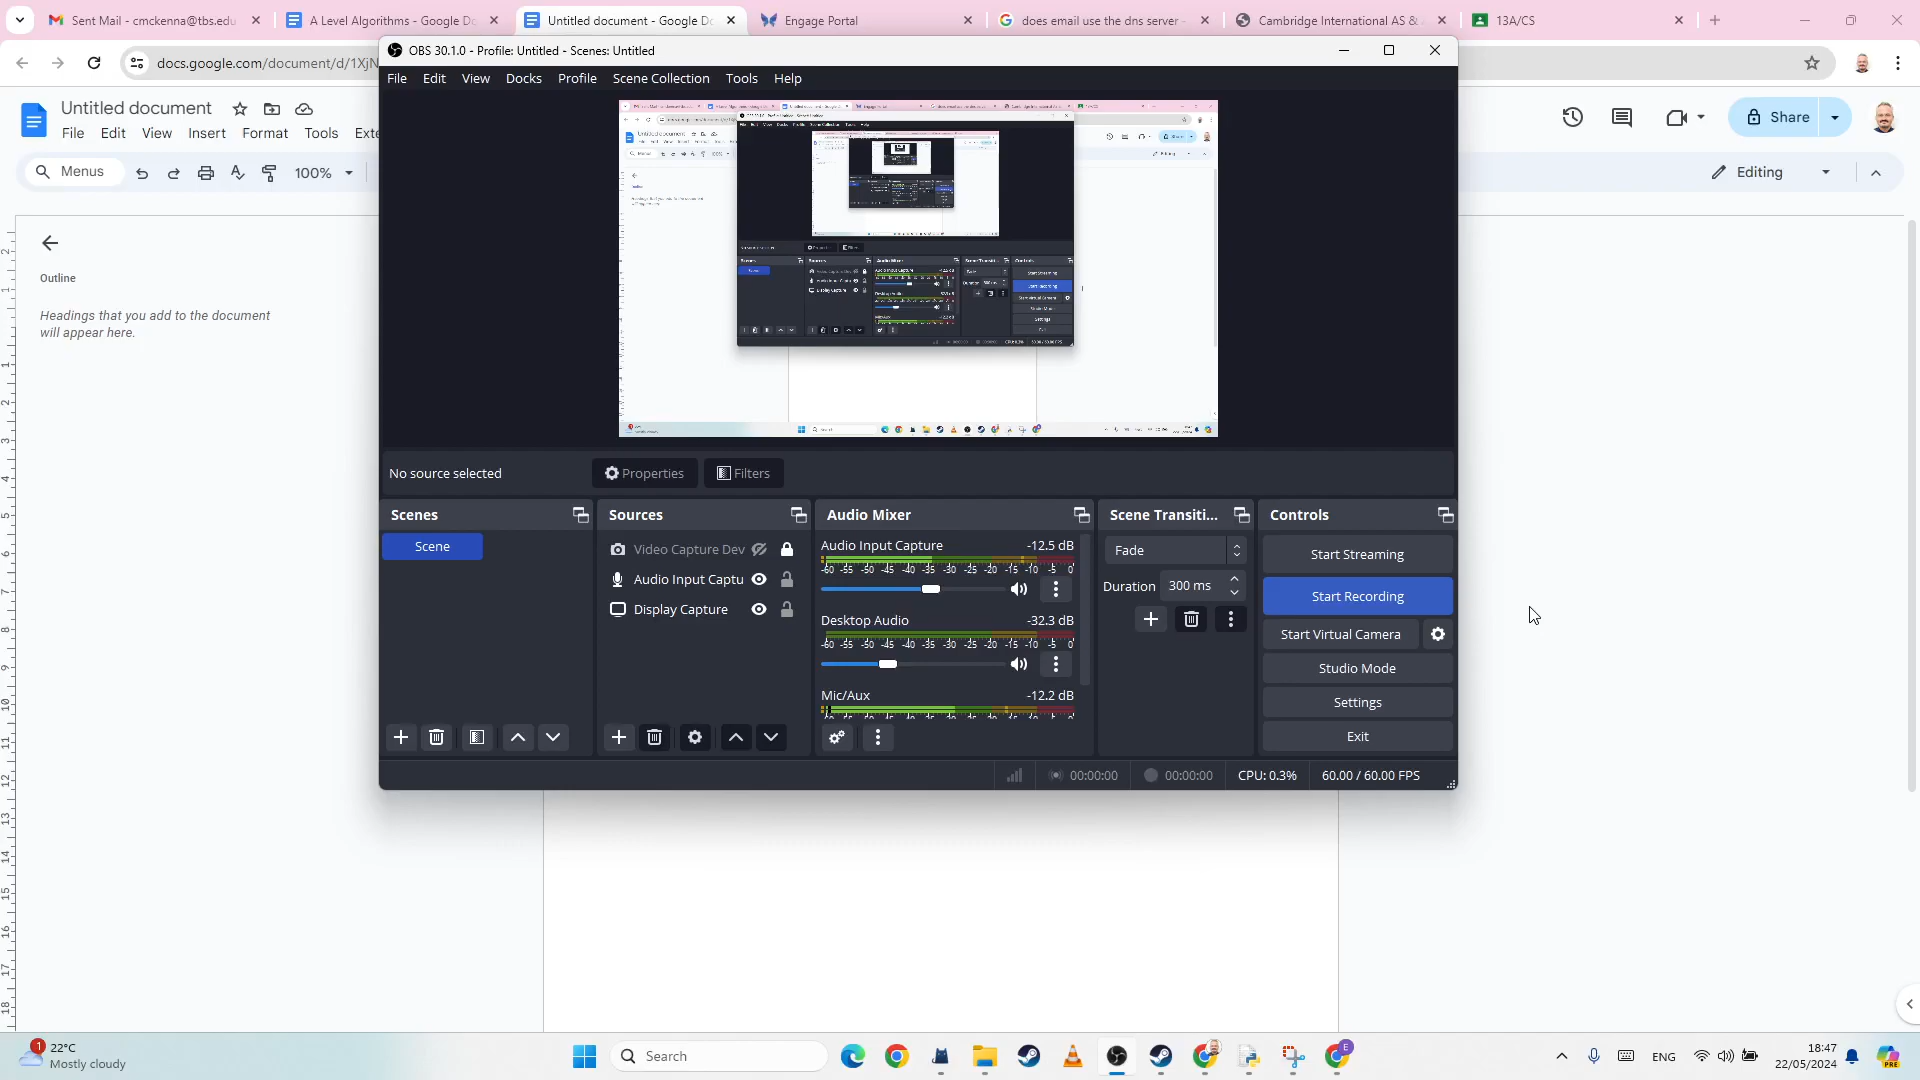 Sent Mail - cmckenna@tbs.edu
A Level Algorithms - Google Do
Untitled document - Google Do
Engage Portal
does email use the dns server -
Cambridge International AS &
13A/CS
docs.google.com/document/d/1XjN
Untitled document
File Edit View Insert Format Tools Exte
Share
Menus
100%
Editing
Outline
Headings that you add to the document
will appear here.
OBS 30.1.0 - Profile: Untitled - Scenes: Untitled
File Edit View Docks Profile Scene Collection Tools Help
No source selected
Properties
Filters
Scenes
Scene
Sources
Video Capture Dev
Audio Input Captu
Display Capture
Audio Mixer
Audio Input Capture -12.5 dB
-60 -55 -50 -45 -40 -35 -30 -25 -20 -15 -10 -5 0
Desktop Audio -32.3 dB
-60 -55 -50 -45 -40 -35 -30 -25 -20 -15 -10 -5 0
Mic/Aux -12.2 dB
Scene Transiti...
Fade
Duration 300 ms
Controls
Start Streaming
Start Recording
Start Virtual Camera
Studio Mode
Settings
Exit
00:00:00
00:00:00
CPU: 0.3%
60.00 / 60.00 FPS
1
22°C
Mostly cloudy
Search
E
ENG
18:47
22/05/2024
PRE